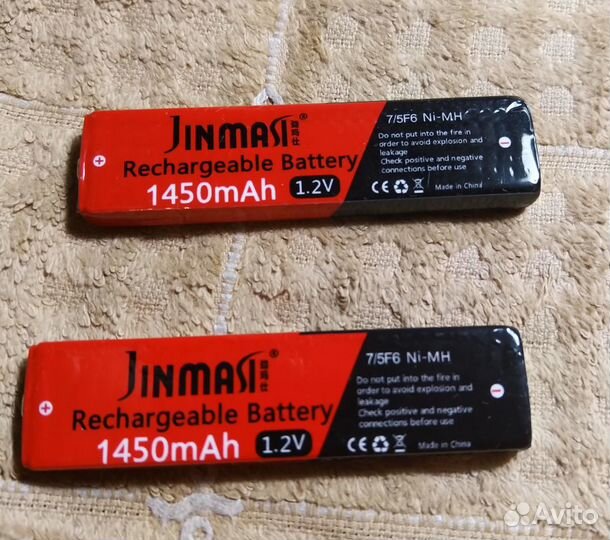 JINMASI®
Rechargeable Battery
1450mAh 1.2V
7/5F6 Ni-MH
Do not put into the fire in
order to avoid explosion and
leakage
Check positive and negative
connections before use
CE Made in China
JINMASI®
Rechargeable Battery
1450mAh 1.2V
7/5F6 Ni-MH
Do not put into the fire in
order to avoid explosion and
leakage
Check positive and negative
connections before use
CE Made in China
Avito